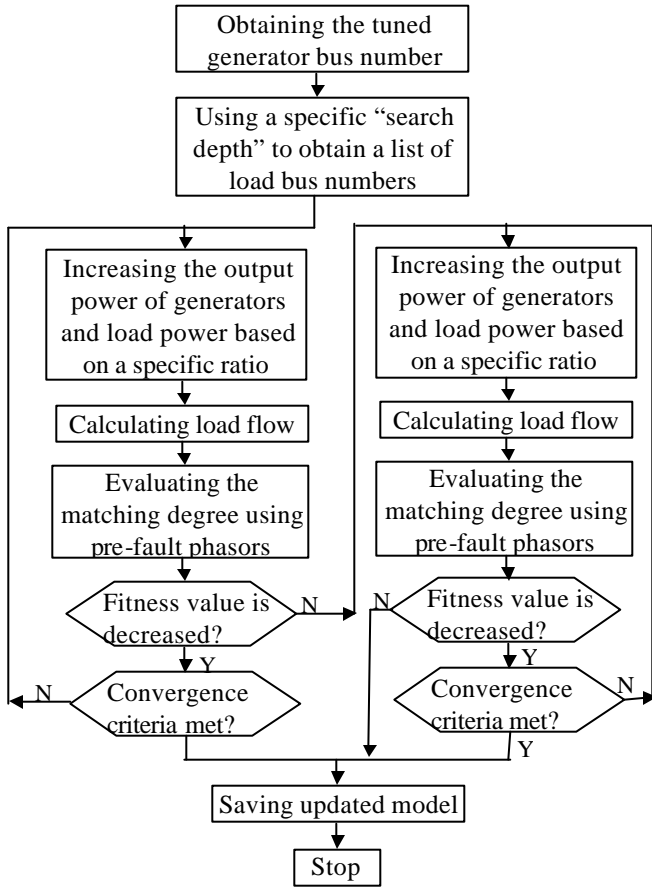 Obtaining the tuned
generator bus number
Using a specific “search
depth” to obtain a list of
load bus numbers
Increasing the output
power of generators
and load power based
on a specific ratio
Calculating load flow
Evaluating the
matching degree using
pre-fault phasors
Fitness value is
decreased?
N
Y
Convergence
criteria met?
N
Increasing the output
power of generators
and load power based
on a specific ratio
Calculating load flow
Evaluating the
matching degree using
pre-fault phasors
N
Fitness value is
decreased?
Y
Convergence
criteria met?
N
Y
Saving updated model
Stop